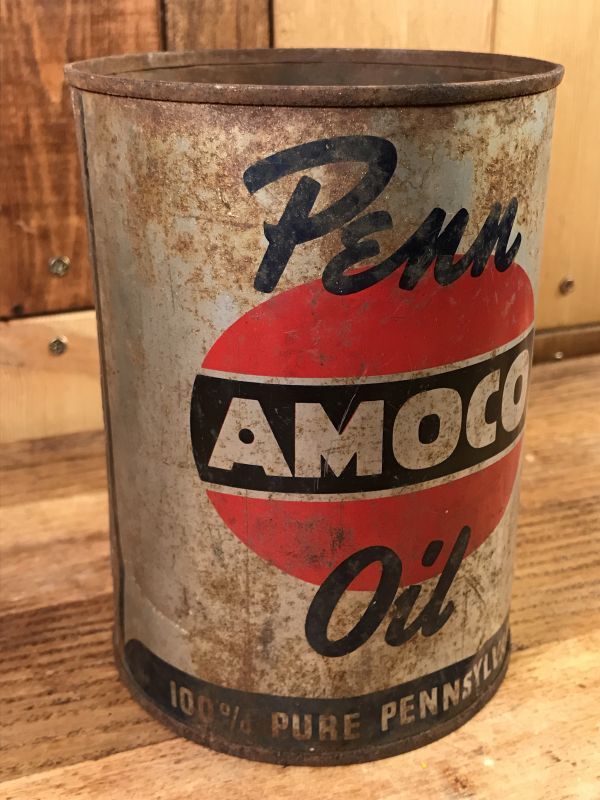 Penn
AMOCO
Oil
100% PURE PENNSYLV